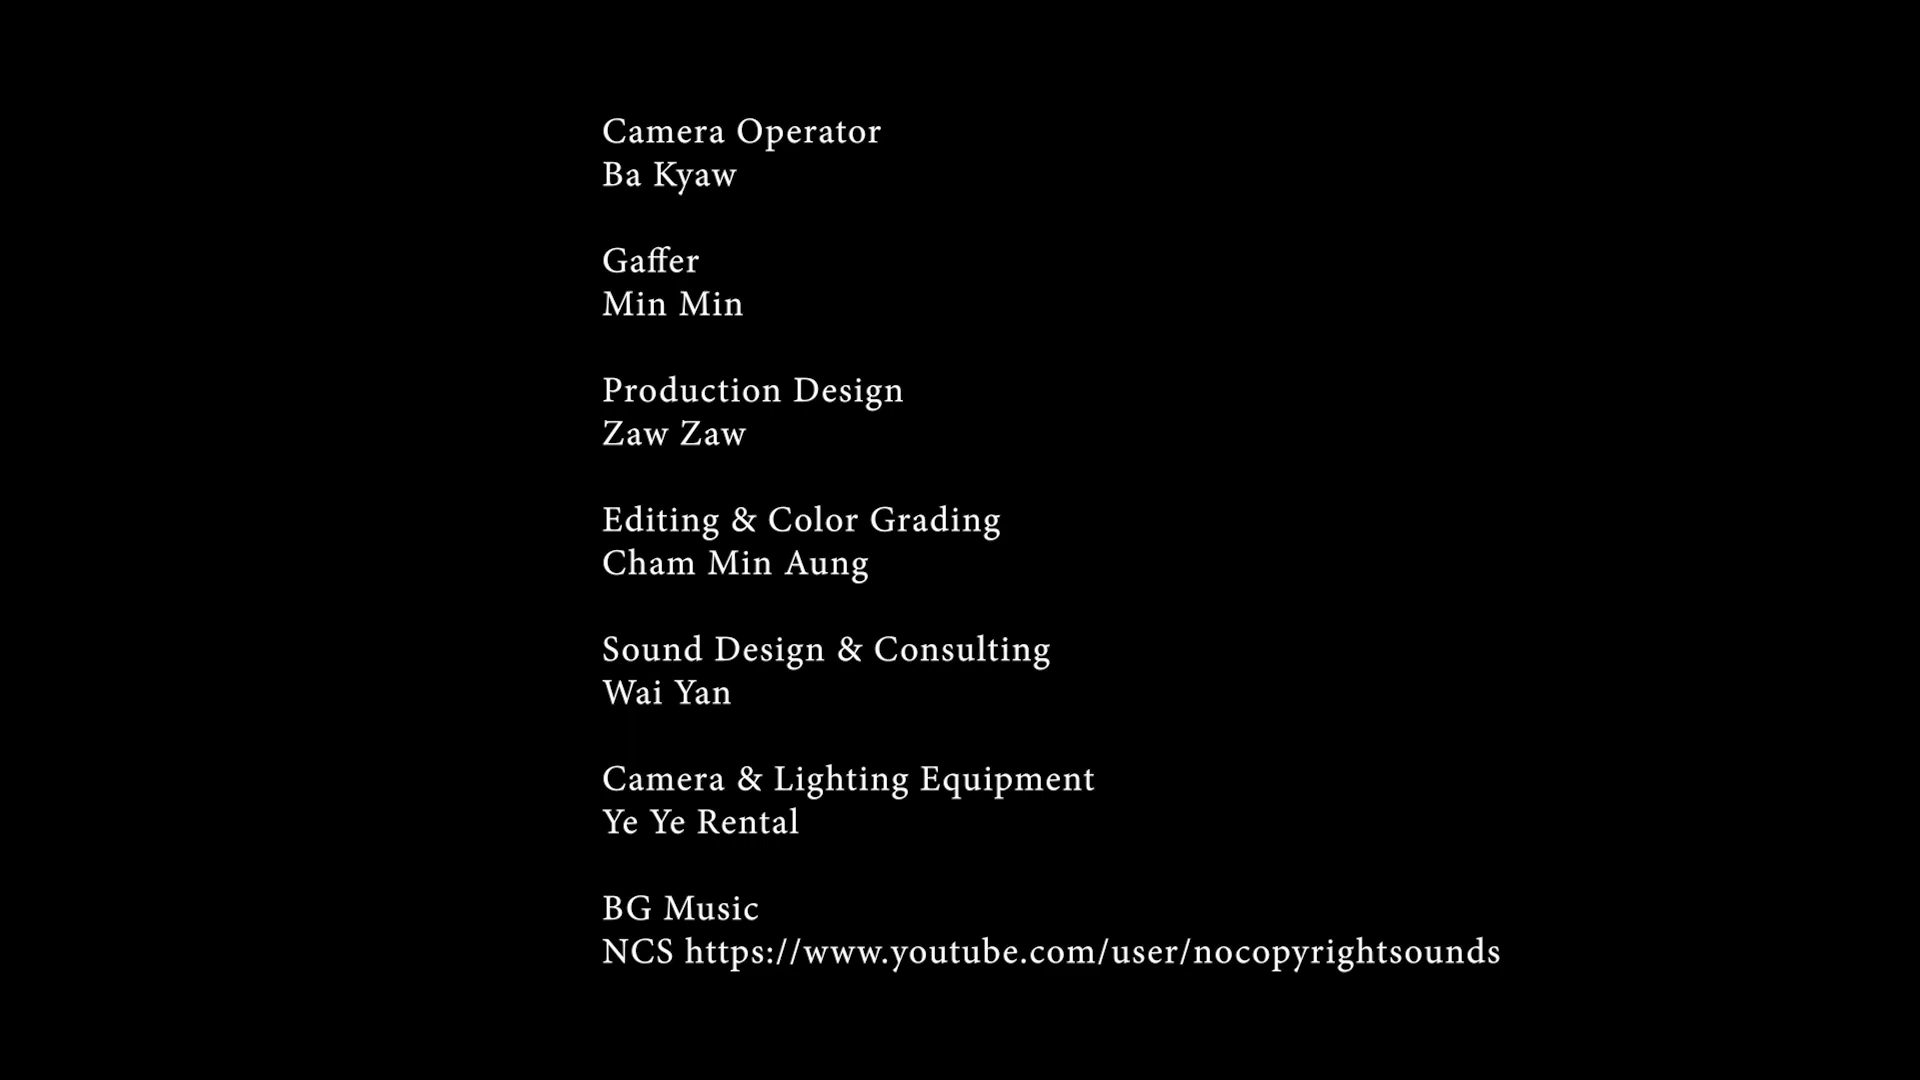 Camera Operator
Ba Kyaw
Gaffer
Min Min
Production Design
Zaw Zaw
Editing & Color Grading
Cham Min Aung
Sound Design & Consulting
Wai Yan
Camera & Lighting Equipment
Ye Ye Rental
BG Music
NCS https://www.youtube.com/user/nocopyrightsounds